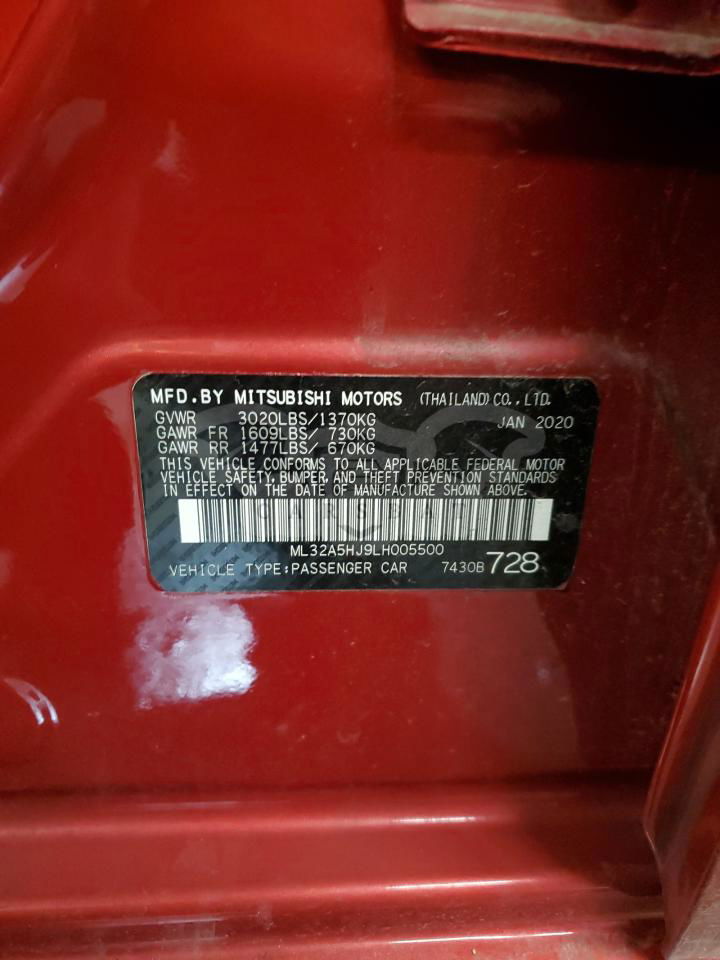 MFD.BY MITSUBISHI MOTORS (THAILAND)CO.,LTD.
GVWR 3020LBS/1370KG JAN 2020
GAWR FR 1609LBS/ 730KG
GAWR RR 1477LBS/ 670KG
THIS VEHICLE CONFORMS TO ALL APPLICABLE FEDERAL MOTOR
VEHICLE SAFETY, BUMPER, AND THEFT PREVENTION STANDARDS
IN EFFECT ON THE DATE OF MANUFACTURE SHOWN ABOVE.
ML32A5HJ9LH005500
VEHICLE TYPE:PASSENGER CAR 7430B 728